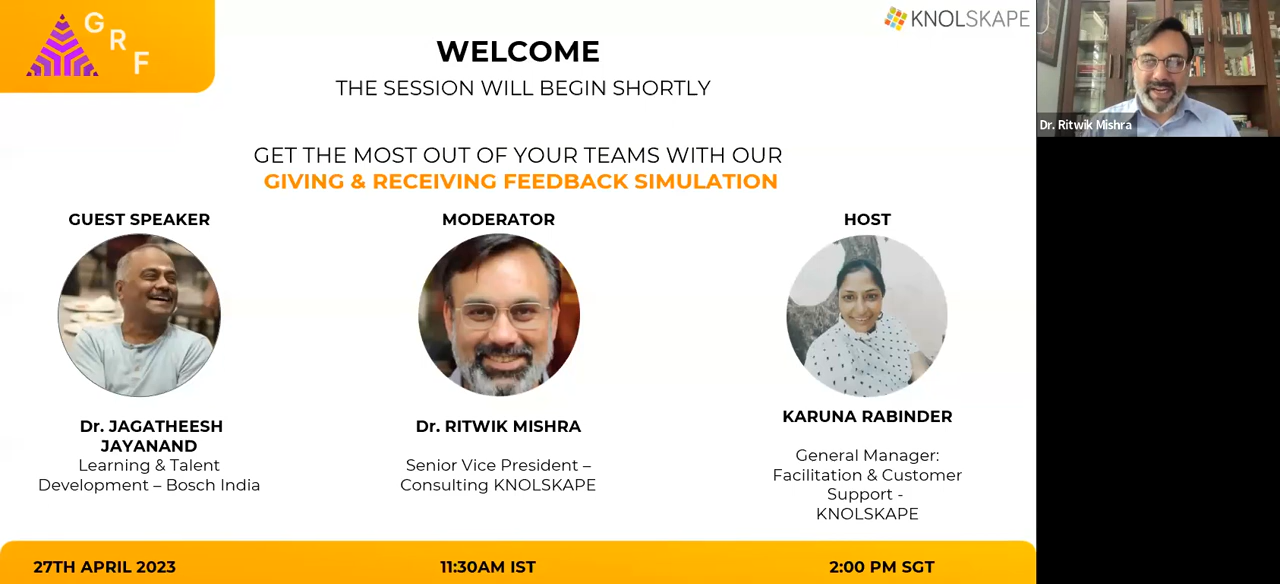 G
R
F
KNOLSKAPE
WELCOME
THE SESSION WILL BEGIN SHORTLY
GET THE MOST OUT OF YOUR TEAMS WITH OUR
GIVING & RECEIVING FEEDBACK SIMULATION
GUEST SPEAKER
Dr. JAGATHEESH
JAYANAND
Learning & Talent
Development – Bosch India
MODERATOR
Dr. RITWIK MISHRA
Senior Vice President –
Consulting KNOLSKAPE
HOST
KARUNA RABINDER
General Manager:
Facilitation & Customer
Support -
KNOLSKAPE
27TH APRIL 2023
11:30AM IST
2:00 PM SGT
Dr. Ritwik Mishra